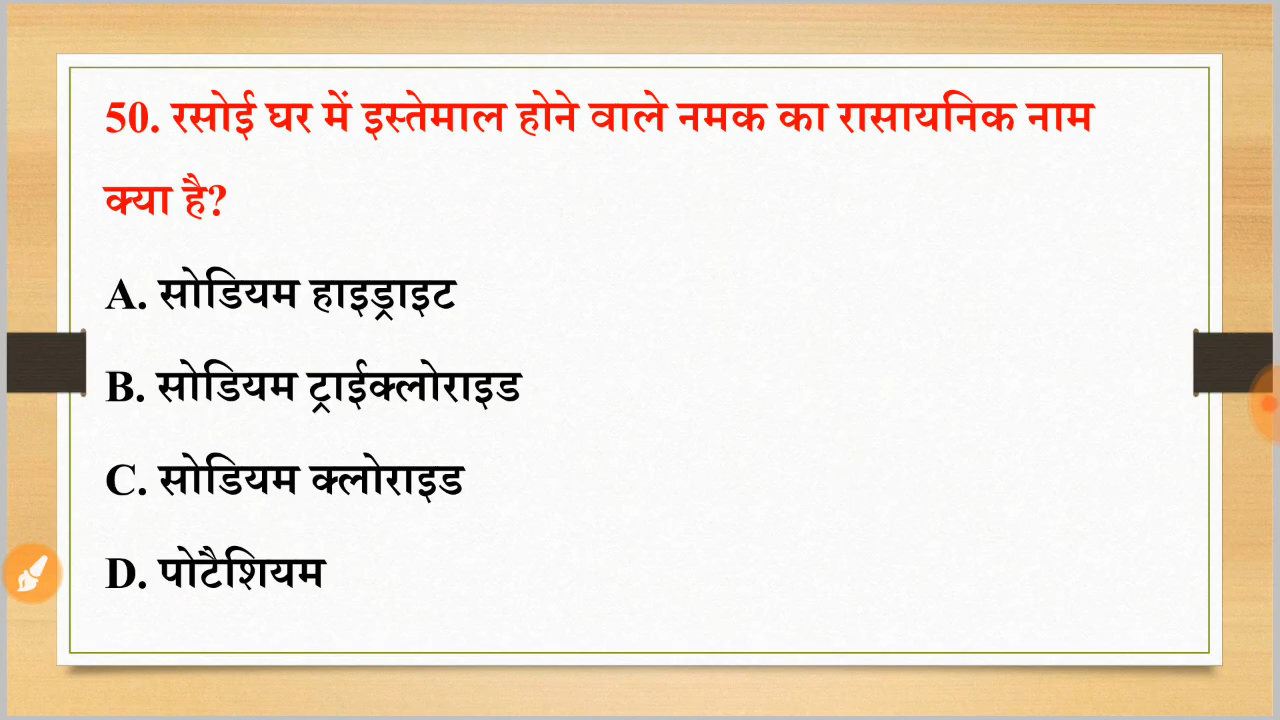 50. रसोई घर में इस्तेमाल होने वाले नमक का रासायनिक नाम
क्या है?
A. सोडियम हाइड्राइट
B. सोडियम ट्राईक्लोराइड
C. सोडियम क्लोराइड
D. पोटैशियम